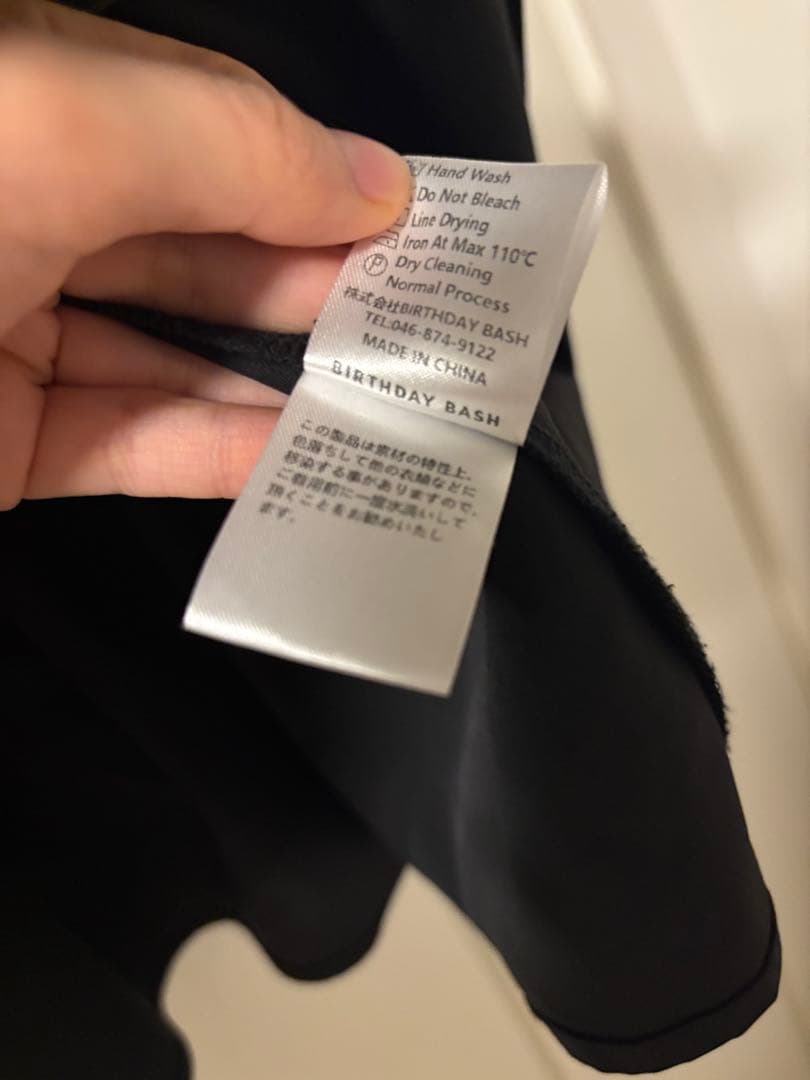 Hand Wash
Do Not Bleach
Line Drying
Iron At Max 110℃
P Dry Cleaning
Normal Process
株式会社BIRTHDAY BASH
TEL:046-874-9122
MADE IN CHINA
BIRTHDAY BASH
この製品は素材の特性上、
色落ちして他の衣類などに
移染する事がありますので、
ご着用前に一度水洗いして
頂くことをお勧めいたし
ます。